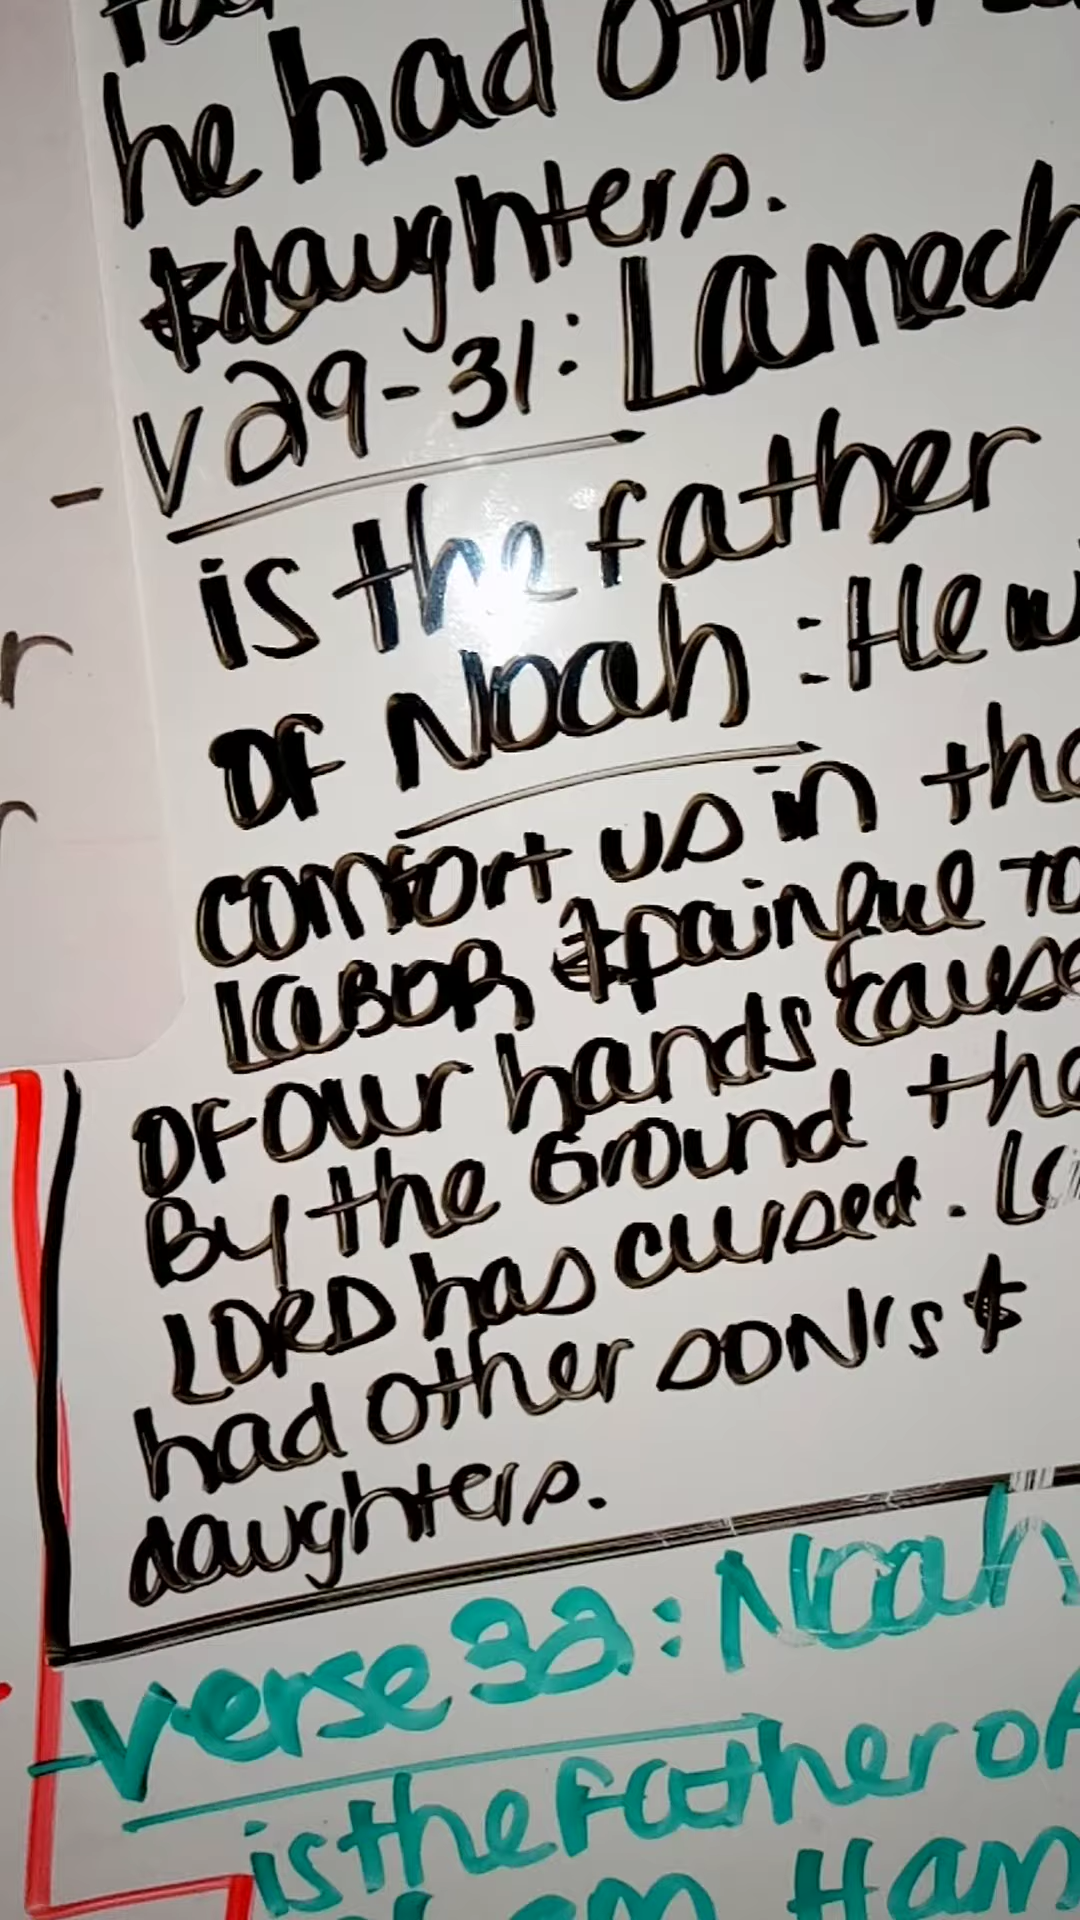 he had other
& daughters.
- V29-31: Lamech
is the father
of Noah : He
comfort us in the
labor & painful
of our hands cause
By the Ground
LORD has cursed.
had other son's &
daughters.
- verse 32: Noah
is the father of
Ham